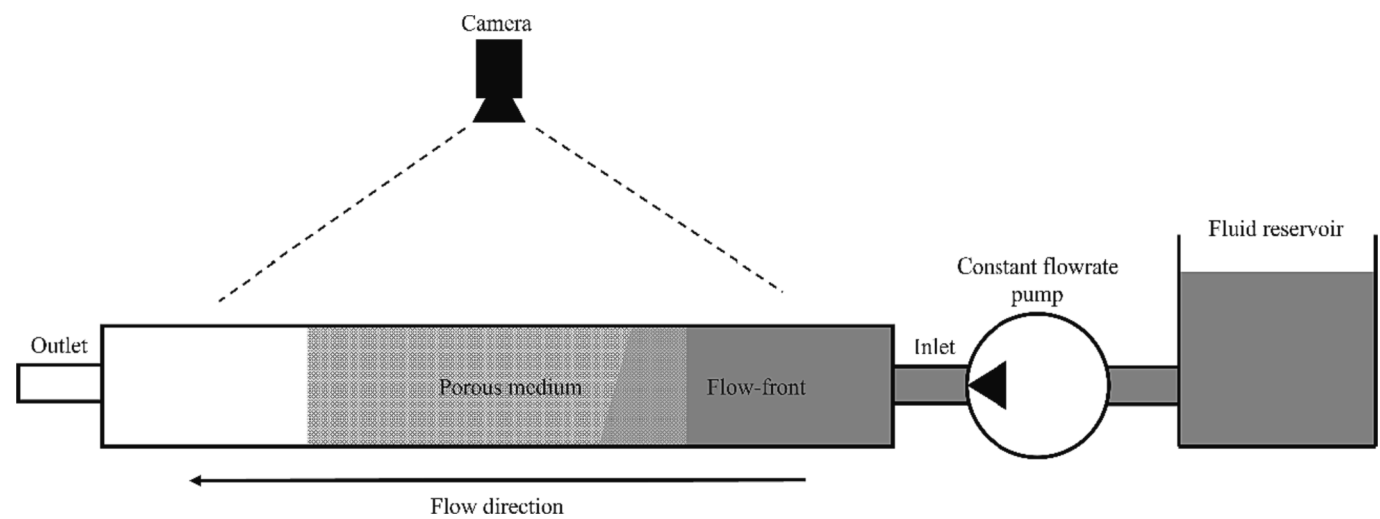 Camera
Fluid reservoir
Constant flowrate
pump
Outlet
Inlet
Porous medium
Flow-front
Flow direction